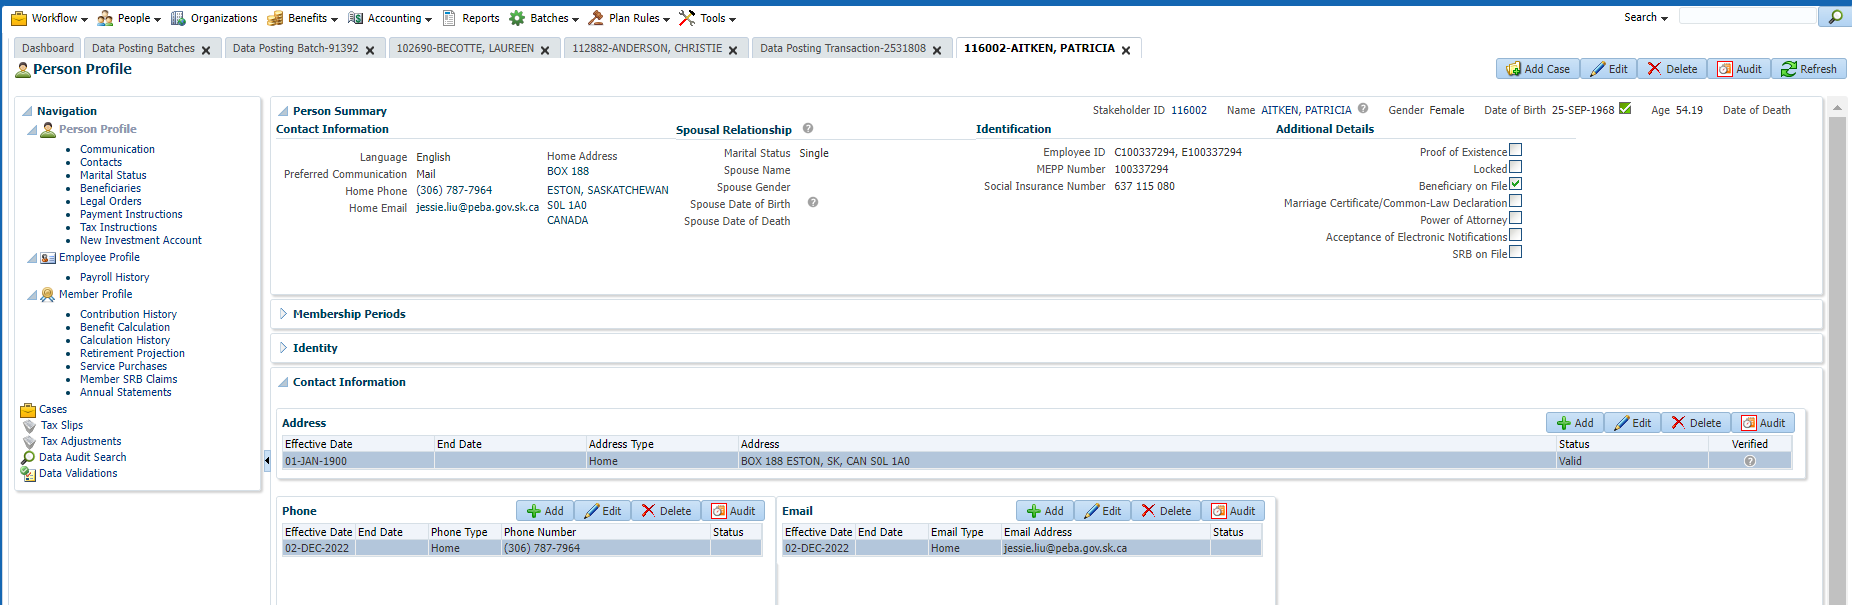 Workflow People Organizations Benefits Accounting Reports Batches Plan Rules Tools Search
Dashboard Data Posting Batches Data Posting Batch-91392 102690-BECOTTE, LAUREEN 112882-ANDERSON, CHRISTIE Data Posting Transaction-2531808 116002-AITKEN, PATRICIA
Person Profile Add Case Edit Delete Audit Refresh
Navigation
Person Profile
Communication
Contacts
Marital Status
Beneficiaries
Legal Orders
Payment Instructions
Tax Instructions
New Investment Account
Employee Profile
Payroll History
Member Profile
Contribution History
Benefit Calculation
Calculation History
Retirement Projection
Service Purchases
Member SRB Claims
Annual Statements
Cases
Tax Slips
Tax Adjustments
Data Audit Search
Data Validations
Person Summary Stakeholder ID 116002 Name AITKEN, PATRICIA Gender Female Date of Birth 25-SEP-1968 Age 54.19 Date of Death
Contact Information
Language English
Preferred Communication Mail
Home Phone (306) 787-7964
Home Email jessie.liu@peba.gov.sk.ca
Home Address
BOX 188
ESTON, SASKATCHEWAN
S0L 1A0
CANADA
Spousal Relationship
Marital Status Single
Spouse Name
Spouse Gender
Spouse Date of Birth
Spouse Date of Death
Identification
Employee ID C100337294, E100337294
MEPP Number 100337294
Social Insurance Number 637 115 080
Additional Details
Proof of Existence
Locked
Beneficiary on File
Marriage Certificate/Common-Law Declaration
Power of Attorney
Acceptance of Electronic Notifications
SRB on File
Membership Periods
Identity
Contact Information
Address Add Edit Delete Audit
Effective Date End Date Address Type Address Status Verified
01-JAN-1900 Home BOX 188 ESTON, SK, CAN S0L 1A0 Valid
Phone Add Edit Delete Audit
Effective Date End Date Phone Type Phone Number Status
02-DEC-2022 Home (306) 787-7964
Email Add Edit Delete Audit
Effective Date End Date Email Type Email Address Status
02-DEC-2022 Home jessie.liu@peba.gov.sk.ca